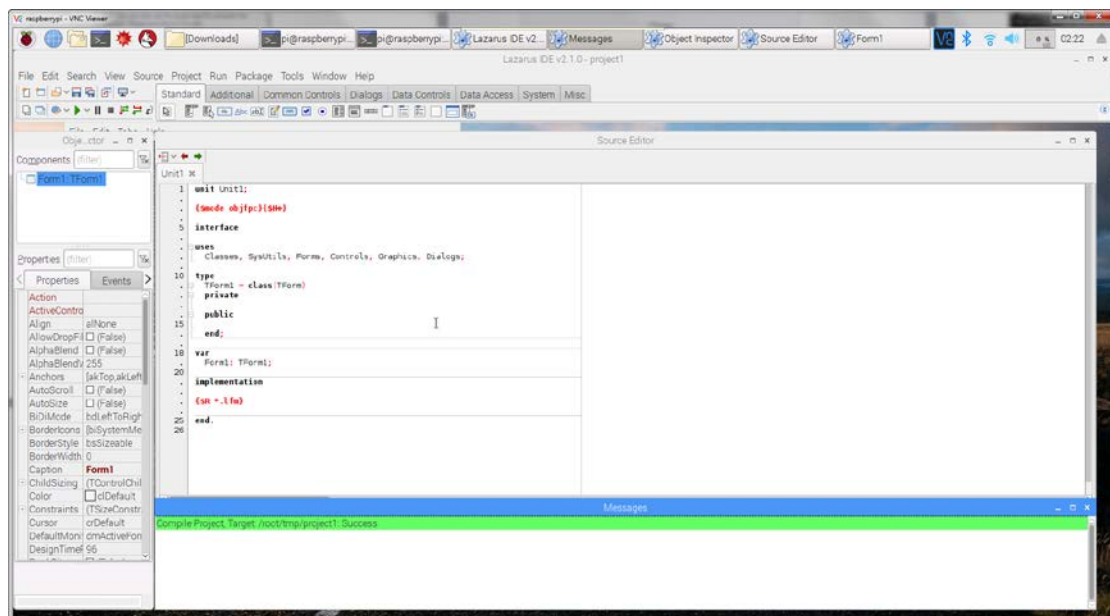 raspberrypi - VNC Viewer
[Downloads] pi@raspberrypi... pi@raspberrypi... Lazarus IDE v2... Messages Object Inspector Source Editor Form1 02:22
Lazarus IDE v2.1.0 - project1
File Edit Search View Source Project Run Package Tools Window Help
Standard Additional Common Controls Dialogs Data Controls Data Access System Misc
Obje...ctor
Source Editor
Components (filter)
Form1: TForm1
Unit1
1 unit Unit1;
{$mode objfpc}{$H+}
5 interface
uses
Classes, SysUtils, Forms, Controls, Graphics, Dialogs;
10 type
TForm1 = class(TForm)
private
public
15
end;
18 var
Form1: TForm1;
20
implementation
{$R *.lfm}
25 end.
26
Properties (filter)
Properties Events
Action
ActiveContro
Align alNone
AllowDropFi (False)
AlphaBlend (False)
AlphaBlendV 255
Anchors [akTop,akLeft
AutoScroll (False)
AutoSize (False)
BiDiMode bdLeftToRigh
BorderIcons [biSystemMe
BorderStyle bsSizeable
BorderWidth 0
Caption Form1
ChildSizing (TControlChil
Color clDefault
Constraints (TSizeConstr
Cursor crDefault
DefaultMoni dmActiveFon
DesignTimeF 96
Messages
Compile Project, Target: /root/tmp/project1: Success